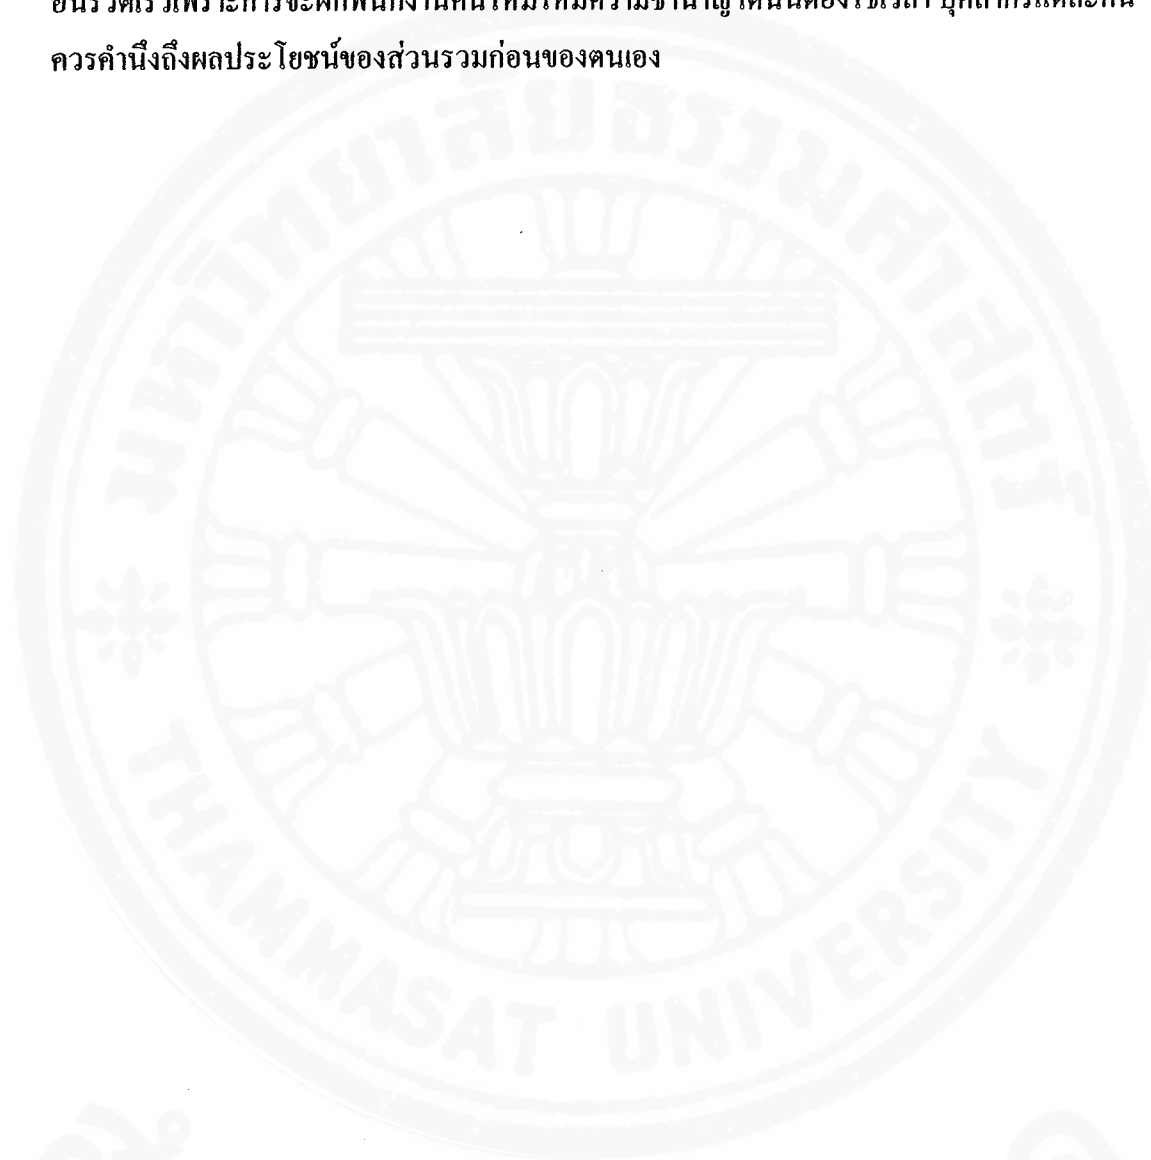 อันรวดเร็วเพราะการจะฝึกพนักงานคนใหม่ให้มีความชำนาญได้นั้นต้องใช้เวลา บุคลากรแต่ละคน
ควรคำนึงถึงผลประโยชน์ของส่วนรวมก่อนของตนเอง
มหาวิทยาลัยธรรมศาสตร์
THAMMASAT UNIVERSITY